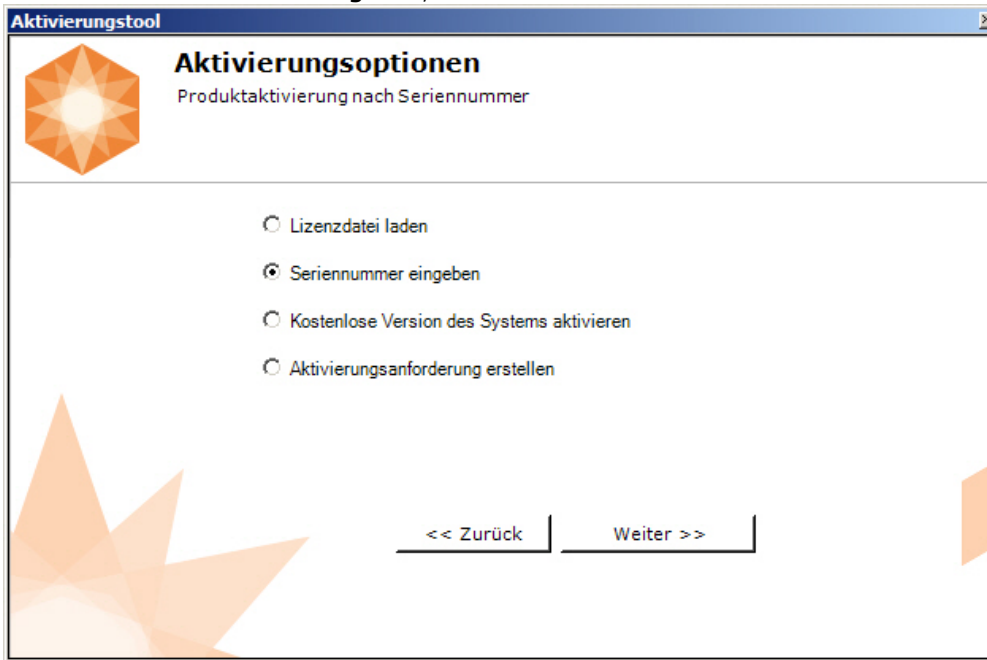 Aktivierungstool
Aktivierungsoptionen
Produktaktivierung nach Seriennummer
Lizenzdatei laden
Seriennummer eingeben
Kostenlose Version des Systems aktivieren
Aktivierungsanforderung erstellen
<< Zurück Weiter >>